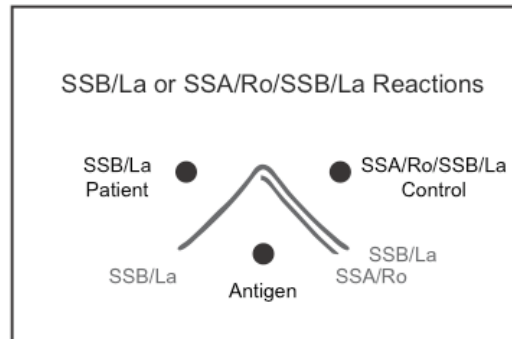 SSB/La or SSA/Ro/SSB/La Reactions
SSB/La
Patient
SSA/Ro/SSB/La
Control
SSB/La
SSB/La
SSA/Ro
Antigen